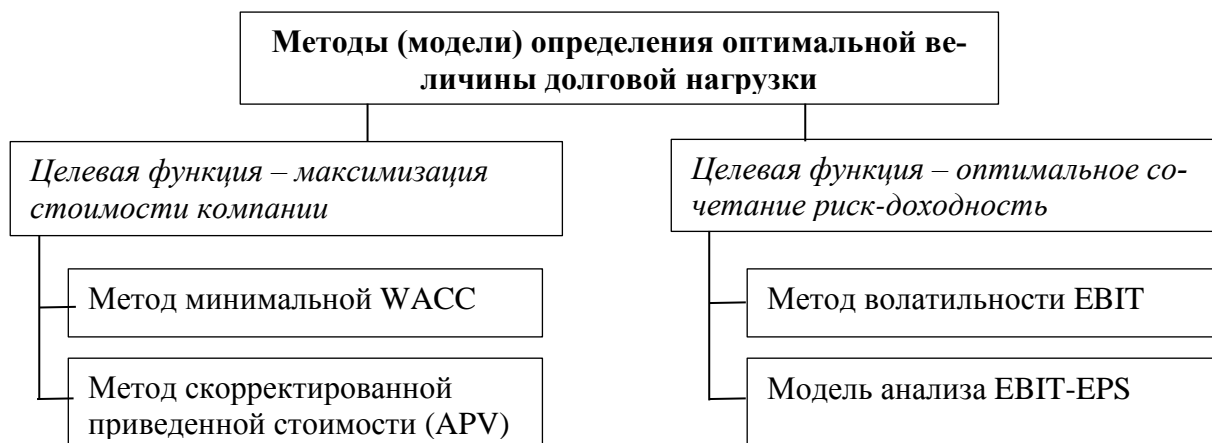 Методы (модели) определения оптимальной ве-
личины долговой нагрузки
Целевая функция – максимизация
стоимости компании
Целевая функция – оптимальное со-
четание риск-доходность
Метод минимальной WACC
Метод волатильности EBIT
Метод скорректированной
приведенной стоимости (APV)
Модель анализа EBIT-EPS